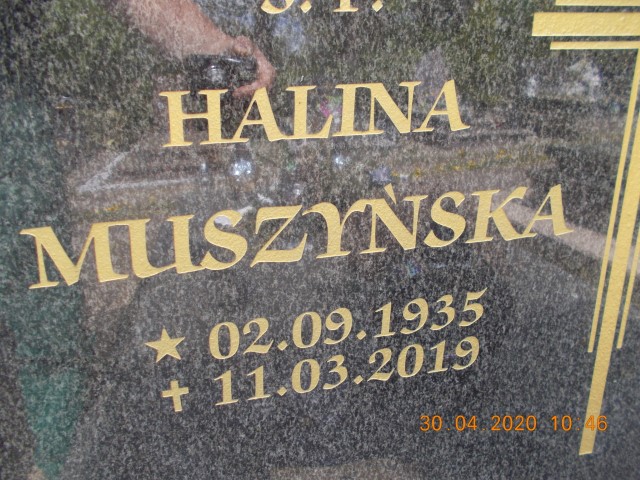 Ś. P.
HALINA
MUSZYŃSKA
★ 02.09.1935
✝ 11.03.2019
30 04 2020 10:46